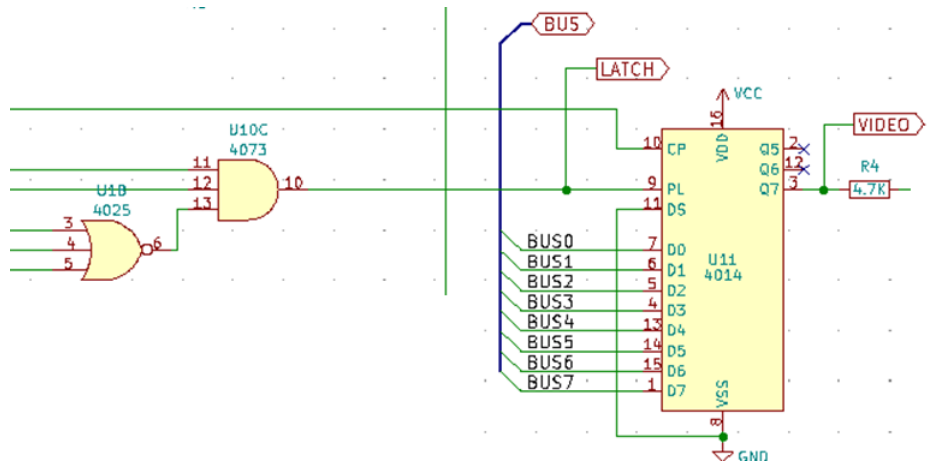 BUS
LATCH
VCC
VIDEO
U10C
4073
11
12
13
10
U1B
4025
3
4
5
6
16
VDD
10 CP
9 PL
11 DS
Q5 2
Q6 12
Q7 3
R4
4.7K
BUS0 7 D0
BUS1 6 D1
BUS2 5 D2
BUS3 4 D3
BUS4 13 D4
BUS5 14 D5
BUS6 15 D6
BUS7 1 D7
U11
4014
VSS
8
GND